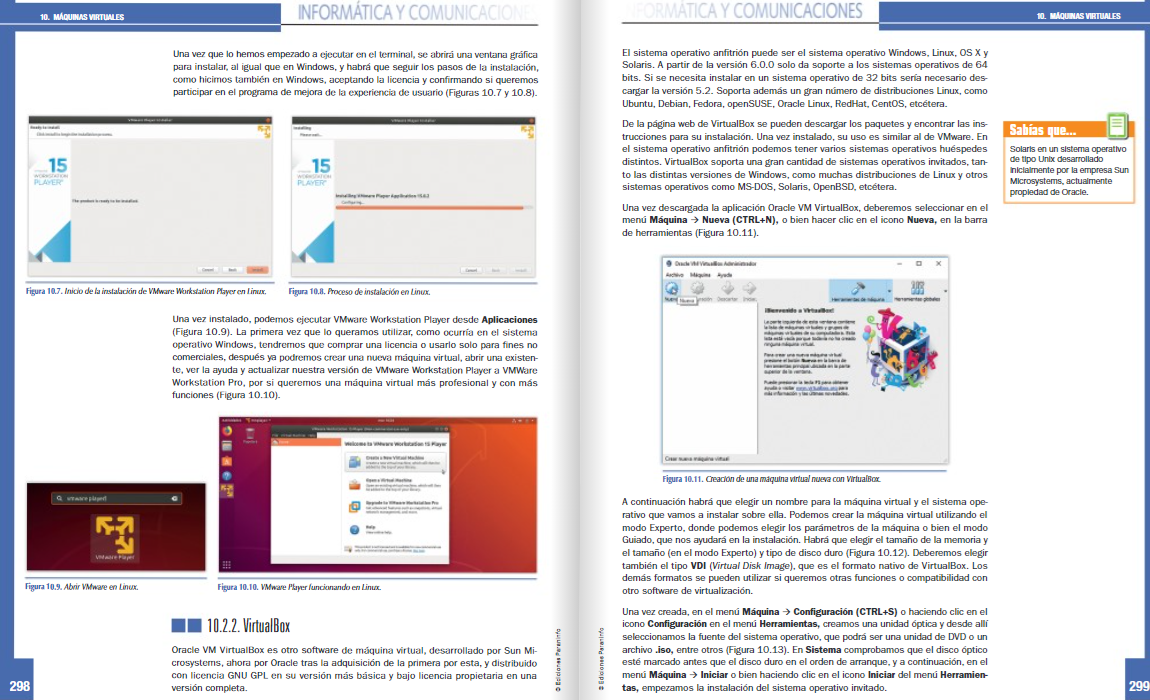 10. MÁQUINAS VIRTUALES
INFORMÁTICA Y COMUNICACIONE
Una vez que lo hemos empezado a ejecutar en el terminal, se abrirá una ventana gráfica
para instalar, al igual que en Windows, y habrá que seguir los pasos de la instalación,
como hicimos también en Windows, aceptando la licencia y confirmando si queremos
participar en el programa de mejora de la experiencia de usuario (Figuras 10.7 y 10.8).
VMware Player Installer
Ready to Install
15
WORKSTATION
PLAYER
The product is ready to be installed.
Cancel Back Install
VMware Player Installer
Installing
Please wait...
15
WORKSTATION
PLAYER
Installing VMware Player Application 15.0.2
Configuring...
Cancel Back Install
Figura 10.7. Inicio de la instalación de VMware Workstation Player en Linux.
Figura 10.8. Proceso de instalación en Linux.
Una vez instalado, podemos ejecutar VMware Workstation Player desde Aplicaciones
(Figura 10.9). La primera vez que lo queramos utilizar, como ocurría en el sistema
operativo Windows, tendremos que comprar una licencia o usarlo solo para fines no
comerciales, después ya podremos crear una nueva máquina virtual, abrir una existen-
te, ver la ayuda y actualizar nuestra versión de VMware Workstation Player a VMWare
Workstation Pro, por si queremos una máquina virtual más profesional y con más
funciones (Figura 10.10).
vmware player
VMware Player
Welcome to VMware Workstation 15 Player
Create a New Virtual Machine
Open a Virtual Machine
Upgrade to VMware Workstation Pro
Help
Figura 10.9. Abrir VMware en Linux.
Figura 10.10. VMware Player funcionando en Linux.
10.2.2. VirtualBox
Oracle VM VirtualBox es otro software de máquina virtual, desarrollado por Sun Mi-
crosystems, ahora por Oracle tras la adquisición de la primera por esta, y distribuido
con licencia GNU GPL en su versión más básica y bajo licencia propietaria en una
versión completa.
298
© Ediciones Paraninfo
FORMÁTICA Y COMUNICACIONES
10. MÁQUINAS VIRTUALES
El sistema operativo anfitrión puede ser el sistema operativo Windows, Linux, OS X y
Solaris. A partir de la versión 6.0.0 solo da soporte a los sistemas operativos de 64
bits. Si se necesita instalar en un sistema operativo de 32 bits sería necesario des-
cargar la versión 5.2. Soporta además un gran número de distribuciones Linux, como
Ubuntu, Debian, Fedora, openSUSE, Oracle Linux, RedHat, CentOS, etcétera.
De la página web de VirtualBox se pueden descargar los paquetes y encontrar las ins-
trucciones para su instalación. Una vez instalado, su uso es similar al de VMware. En
el sistema anfitrión podemos tener varios sistemas operativos huéspedes
distintos. VirtualBox soporta una gran cantidad de sistemas operativos invitados, tan-
to las distintas versiones de Windows, como muchas distribuciones de Linux y otros
sistemas operativos como MS-DOS, Solaris, OpenBSD, etcétera.
Una vez descargada la aplicación Oracle VM VirtualBox, deberemos seleccionar en el
menú Máquina → Nueva (CTRL+N), o bien hacer clic en el icono Nueva, en la barra
de herramientas (Figura 10.11).
Sabías que...
Solaris en un sistema operativo
de tipo Unix desarrollado
inicialmente por la empresa Sun
Microsystems, actualmente
propiedad de Oracle.
Oracle VM VirtualBox Administrador
Archivo Máquina Ayuda
Nueva Descartar Iniciar
Nueva
Herramientas de máquina Herramientas globales
¡Bienvenido a VirtualBox!
La parte izquierda de esta ventana contiene
la lista de máquinas virtuales y grupos de
máquinas virtuales de su computadora. Esta
lista está vacía porque todavía no ha creado
ninguna máquina virtual.
Para crear una nueva máquina virtual
presione el botón Nueva en la barra de
herramientas principal ubicada en la parte
superior de la ventana.
Puede presionar la tecla F1 para obtener
ayuda o visitar www.virtualbox.org para
más información y las últimas novedades.
Crear nueva máquina virtual
Figura 10.11. Creación de una máquina virtual nueva con VirtualBox.
A continuación habrá que elegir un nombre para la máquina virtual y el sistema ope-
rativo que vamos a instalar sobre ella. Podemos crear la máquina virtual utilizando el
modo Experto, donde podemos elegir los parámetros de la máquina o bien el modo
Guiado, que nos ayudará en la instalación. Habrá que elegir el tamaño de la memoria y
el tamaño (en el modo Experto) y tipo de disco duro (Figura 10.12). Deberemos elegir
también el tipo VDI (Virtual Disk Image), que es el formato nativo de VirtualBox. Los
demás formatos se pueden utilizar si queremos otras funciones o compatibilidad con
otro software de virtualización.
Una vez creada, en el menú Máquina → Configuración (CTRL+S) o haciendo clic en el
icono Configuración en el menú Herramientas, creamos una unidad óptica y desde allí
seleccionamos la fuente del sistema operativo, que podrá ser una unidad de DVD o un
archivo .iso, entre otros (Figura 10.13). En Sistema comprobamos que el disco óptico
esté marcado antes que el disco duro en el orden de arranque, y a continuación, en el
menú Máquina → Iniciar o bien haciendo clic en el icono Iniciar del menú Herramien-
tas, empezamos la instalación del sistema operativo invitado.
© Ediciones Paraninfo
299